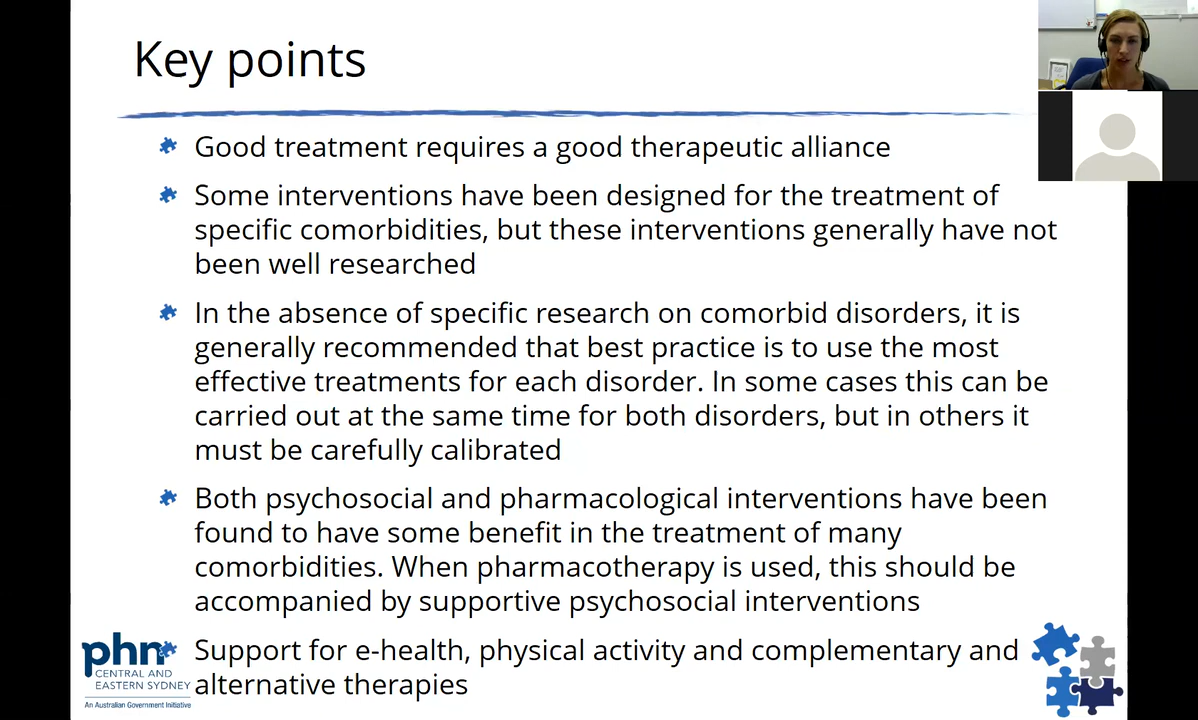 Key points
Good treatment requires a good therapeutic alliance
Some interventions have been designed for the treatment of
specific comorbidities, but these interventions generally have not
been well researched
In the absence of specific research on comorbid disorders, it is
generally recommended that best practice is to use the most
effective treatments for each disorder. In some cases this can be
carried out at the same time for both disorders, but in others it
must be carefully calibrated
Both psychosocial and pharmacological interventions have been
found to have some benefit in the treatment of many
comorbidities. When pharmacotherapy is used, this should be
accompanied by supportive psychosocial interventions
Support for e-health, physical activity and complementary and
alternative therapies
phn
CENTRAL AND
EASTERN SYDNEY
An Australian Government Initiative